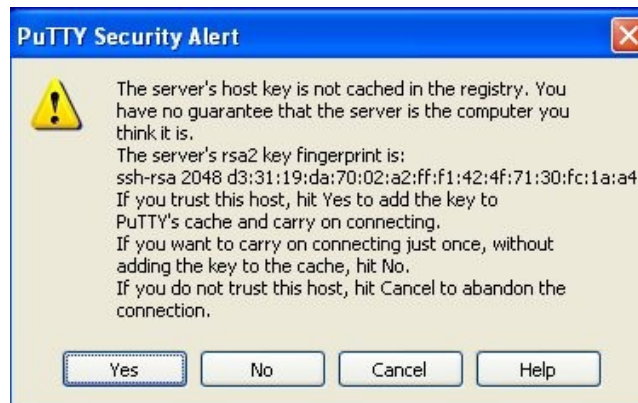 PuTTY Security Alert
The server's host key is not cached in the registry. You
have no guarantee that the server is the computer you
think it is.
The server's rsa2 key fingerprint is:
ssh-rsa 2048 d3:31:19:da:70:02:a2:ff:f1:42:4f:71:30:fc:1a:a4
If you trust this host, hit Yes to add the key to
PuTTY's cache and carry on connecting.
If you want to carry on connecting just once, without
adding the key to the cache, hit No.
If you do not trust this host, hit Cancel to abandon the
connection.
Yes No Cancel Help